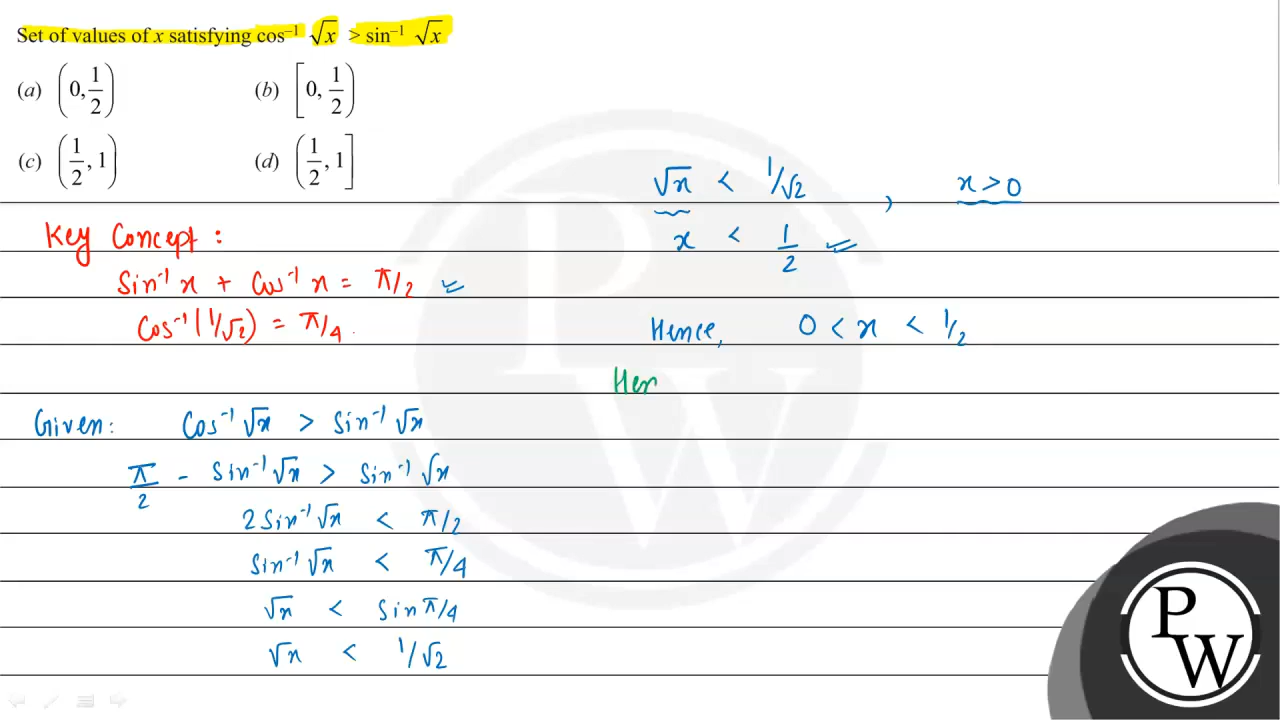 Set of values of x satisfying cos⁻¹ √x > sin⁻¹ √x
(a) (0, 1/2) (b) [0, 1/2)
(c) (1/2, 1) (d) (1/2, 1]
Key Concept :
Sin⁻¹ x + Cos⁻¹ x = π/2
Cos⁻¹ (1/√2) = π/4
Given: Cos⁻¹ √x > Sin⁻¹ √x
π/2 - Sin⁻¹ √x > Sin⁻¹ √x
2Sin⁻¹ √x < π/2
Sin⁻¹ √x < π/4
√x < Sin π/4
√x < 1/√2
√x < 1/√2 , x > 0
x < 1/2
Hence, 0 < x < 1/2
Hen
P
W
P
W